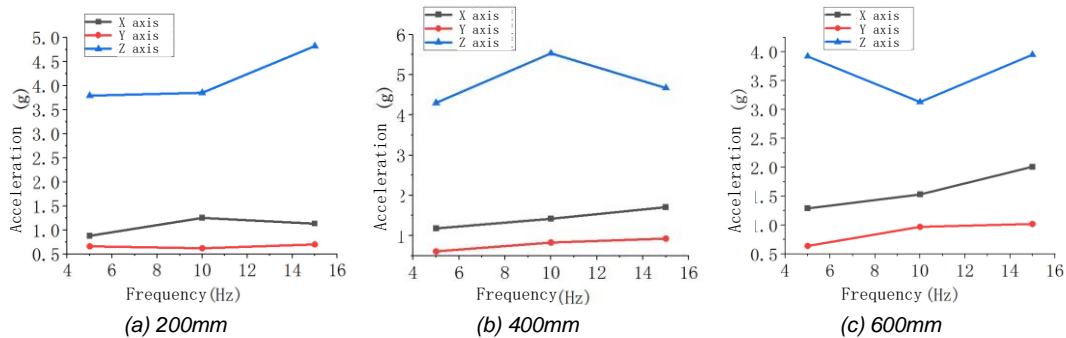 X axis
Y axis
Z axis
5.0
4.5
4.0
3.5
3.0
2.5
2.0
1.5
1.0
0.5
Acceleration (g)
4 6 8 10 12 14 16
Frequency(Hz)
(a) 200mm
X axis
Y axis
Z axis
6
5
4
3
2
1
Acceleration (g)
4 6 8 10 12 14 16
Frequency(Hz)
(b) 400mm
X axis
Y axis
Z axis
4.0
3.5
3.0
2.5
2.0
1.5
1.0
0.5
Acceleration (g)
4 6 8 10 12 14 16
Frequency(Hz)
(c) 600mm